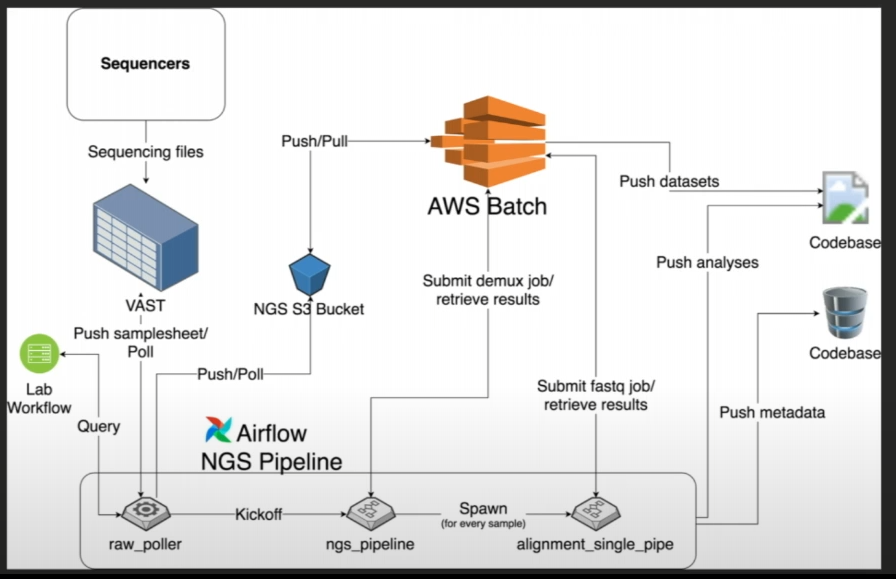 Sequencers
Sequencing files
VAST
Push samplesheet/
Poll
Lab
Workflow
Query
Push/Pull
NGS S3 Bucket
Push/Poll
AWS Batch
Submit demux job/
retrieve results
Submit fastq job/
retrieve results
Push datasets
Codebase
Push analyses
Codebase
Push metadata
Airflow
NGS Pipeline
raw_poller
Kickoff
ngs_pipeline
Spawn
(for every sample)
alignment_single_pipe